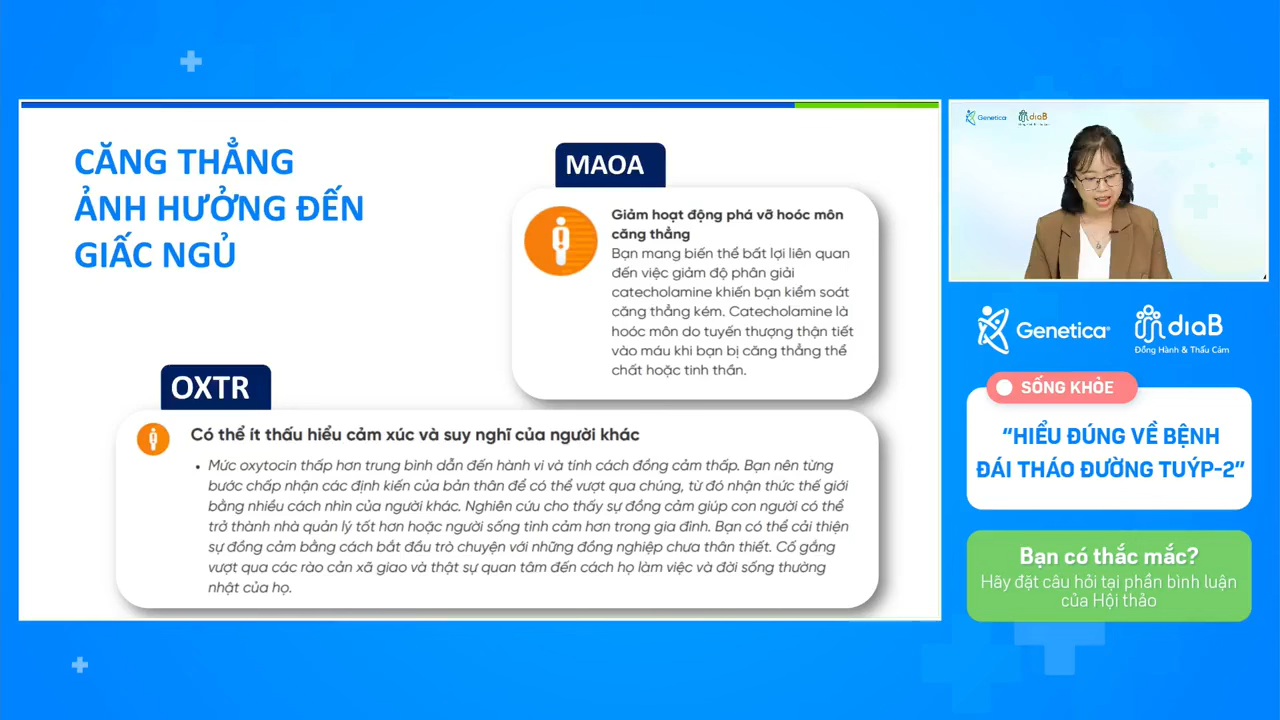 CĂNG THẲNG
ẢNH HƯỞNG ĐẾN
GIẤC NGỦ
MAOA
Giảm hoạt động phá vỡ hoóc môn
căng thẳng
Bạn mang biến thể bất lợi liên quan
đến việc giảm độ phân giải
catecholamine khiến bạn kiểm soát
căng thẳng kém. Catecholamine là
hoóc môn do tuyến thượng thận tiết
vào máu khi bạn bị căng thẳng thể
chất hoặc tinh thần.
OXTR
Có thể ít thấu hiểu cảm xúc và suy nghĩ của người khác
• Mức oxytocin thấp hơn trung bình dẫn đến hành vi và tính cách đồng cảm thấp. Bạn nên từng
bước chấp nhận các định kiến của bản thân để có thể vượt qua chúng, từ đó nhận thức thế giới
bằng nhiều cách nhìn của người khác. Nghiên cứu cho thấy sự đồng cảm giúp con người có thể
trở thành nhà quản lý tốt hơn hoặc người sống tình cảm hơn trong gia đình. Bạn có thể cải thiện
sự đồng cảm bằng cách bắt đầu trò chuyện với những đồng nghiệp chưa thân thiết. Cố gắng
vượt qua các rào cản xã giao và thật sự quan tâm đến cách họ làm việc và đời sống thường
nhật của họ.
Genetica diaB
Genetica® diaB
Đồng Hành & Thấu Cảm
SỐNG KHỎE
“HIỂU ĐÚNG VỀ BỆNH
ĐÁI THÁO ĐƯỜNG TUÝP-2”
Bạn có thắc mắc?
Hãy đặt câu hỏi tại phần bình luận
của Hội thảo